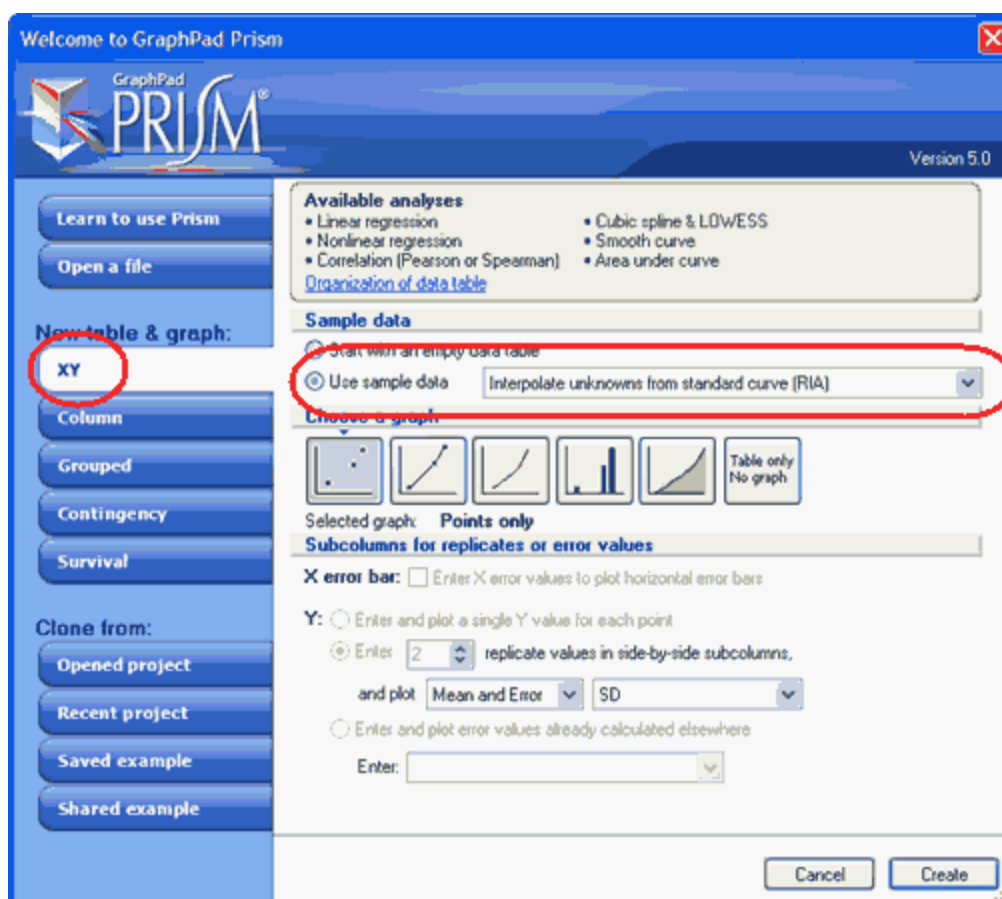 Welcome to GraphPad Prism
GraphPad
PRISM®
Version 5.0
Learn to use Prism
Open a file
New table & graph:
XY
Column
Grouped
Contingency
Survival
Clone from:
Opened project
Recent project
Saved example
Shared example
Available analyses
• Linear regression
• Nonlinear regression
• Correlation (Pearson or Spearman)
• Cubic spline & LOWESS
• Smooth curve
• Area under curve
Organization of data table
Sample data
Start with an empty data table
Use sample data Interpolate unknowns from standard curve (RIA)
Choose a graph
Table only
No graph
Selected graph: Points only
Subcolumns for replicates or error values
X error bar: Enter X error values to plot horizontal error bars
Y: Enter and plot a single Y value for each point
Enter 2 replicate values in side-by-side subcolumns,
and plot Mean and Error SD
Enter and plot error values already calculated elsewhere
Enter:
Cancel Create